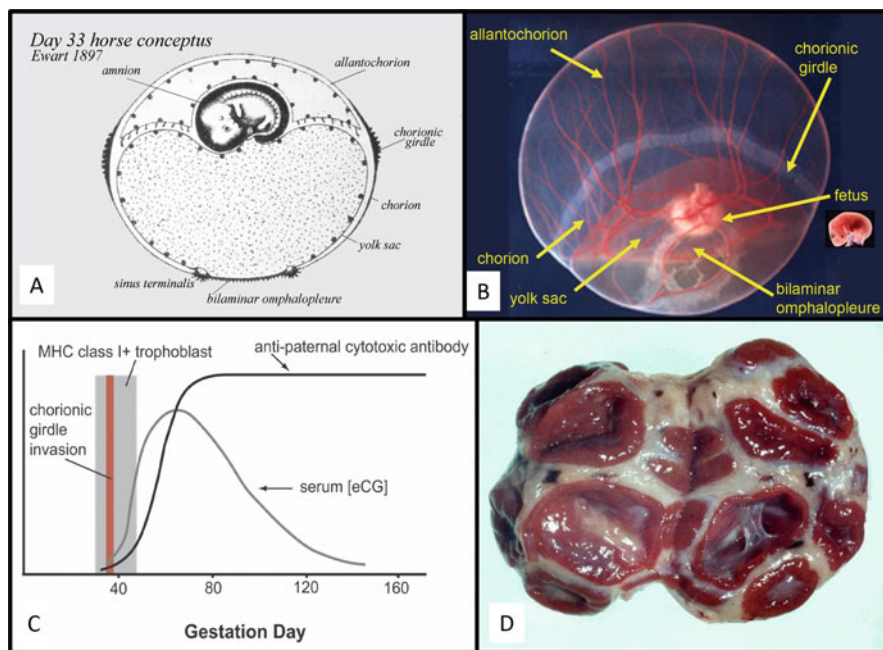 Day 33 horse conceptus
Ewart 1897
amnion
allantochorion
chorionic
girdle
chorion
yolk sac
sinus terminalis
bilaminar omphalopleure
A
allantochorion
chorionic
girdle
fetus
chorion
yolk sac
bilaminar
omphalopleure
B
MHC class I+ trophoblast
anti-paternal cytotoxic antibody
chorionic
girdle
invasion
serum [eCG]
40
80
120
160
Gestation Day
C
D